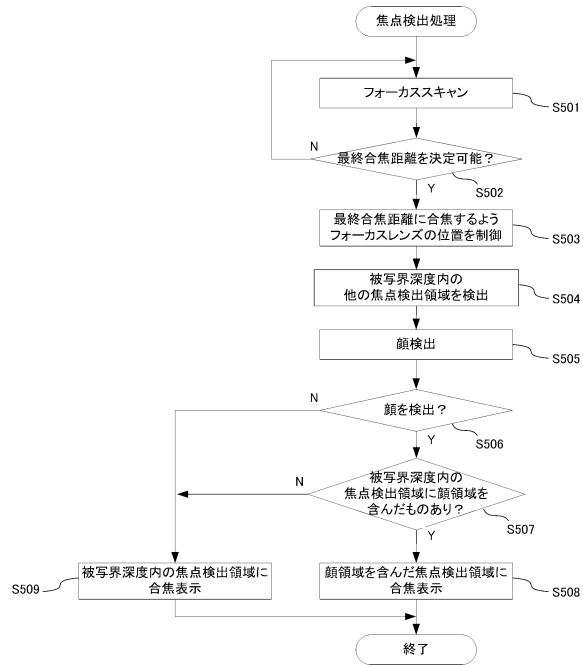 焦点検出処理
フォーカススキャン
S501
N
最終合焦距離を決定可能？
S502
Y
最終合焦距離に合焦するよう
フォーカスレンズの位置を制御
S503
被写界深度内の
他の焦点検出領域を検出
S504
顔検出
S505
N
顔を検出？
S506
Y
被写界深度内の
焦点検出領域に顔領域を
含んだものあり？
N
S507
Y
S509
被写界深度内の焦点検出領域に
合焦表示
顔領域を含んだ焦点検出領域に
合焦表示
S508
終了